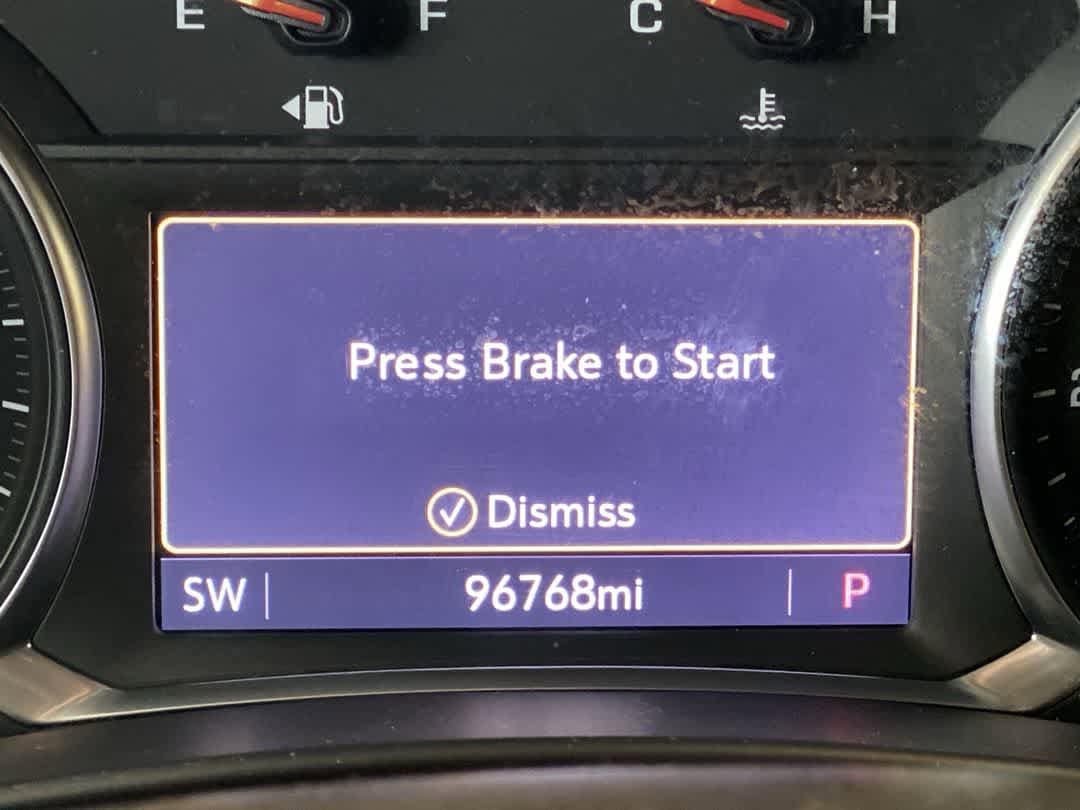 E F C H
Press Brake to Start
Dismiss
SW 96768mi P